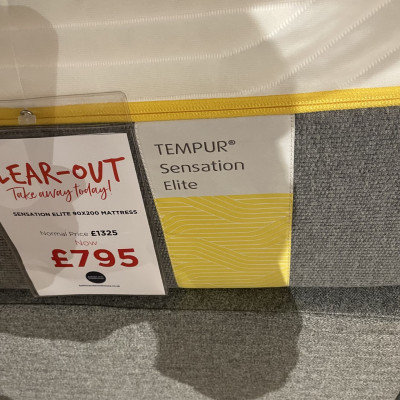 LEAR-OUT
Take away today!
SENSATION ELITE 90X200 MATTRESS
Normal Price £1325
Now
£795
TEMPUR®
Sensation
Elite